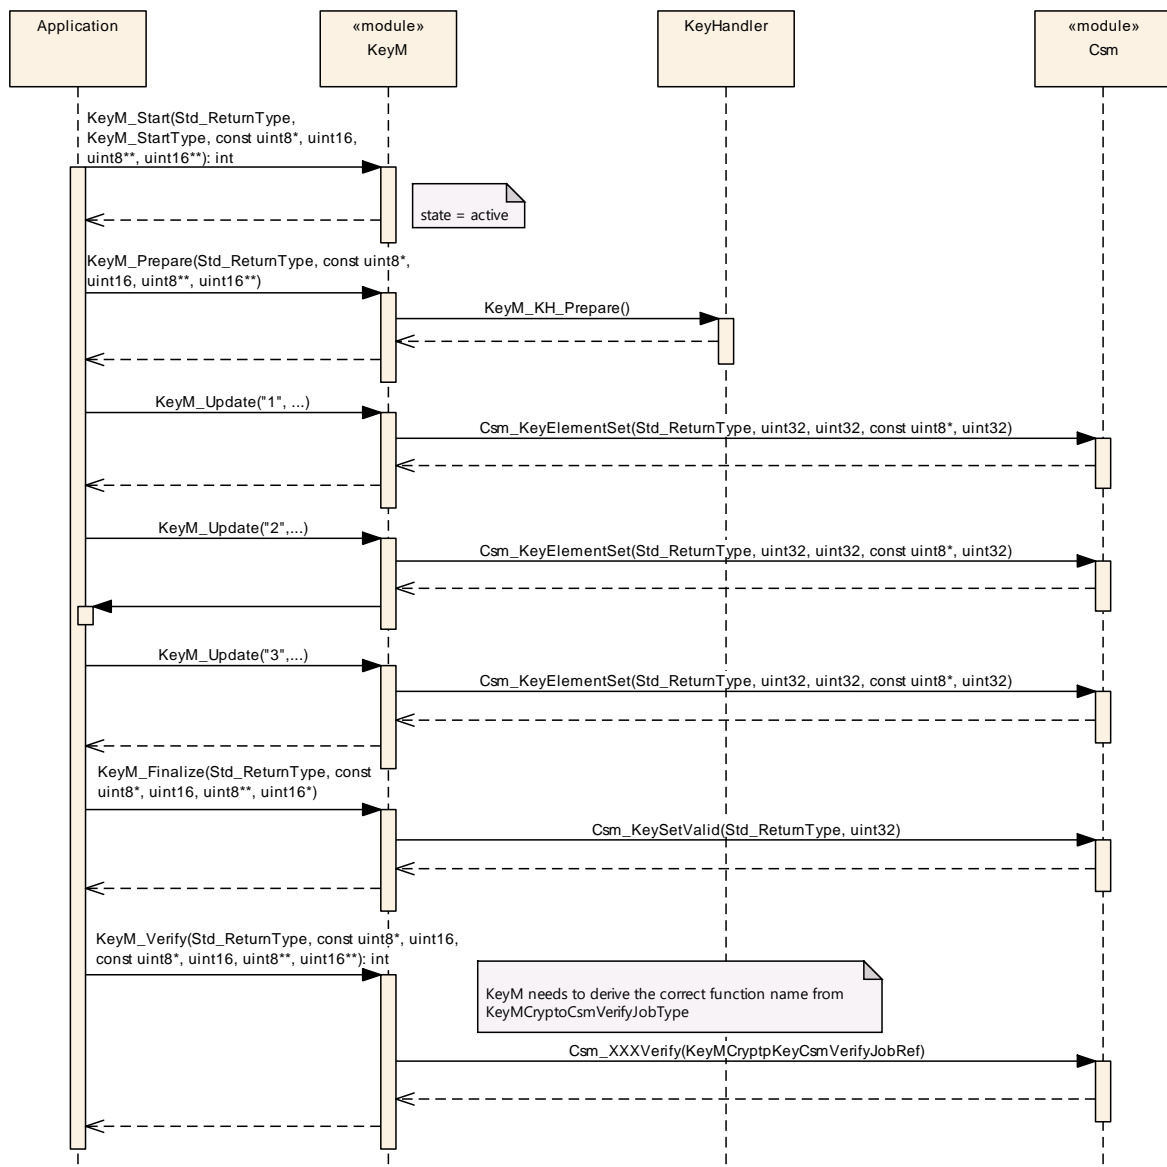 Application
«module»
KeyM
KeyHandler
«module»
Csm
KeyM_Start(Std_ReturnType,
KeyM_StartType, const uint8*, uint16,
uint8**, uint16**): int
state = active
KeyM_Prepare(Std_ReturnType, const uint8*,
uint16, uint8**, uint16**)
KeyM_KH_Prepare()
KeyM_Update("1", ...)
Csm_KeyElementSet(Std_ReturnType, uint32, uint32, const uint8*, uint32)
KeyM_Update("2",...)
Csm_KeyElementSet(Std_ReturnType, uint32, uint32, const uint8*, uint32)
KeyM_Update("3",...)
Csm_KeyElementSet(Std_ReturnType, uint32, uint32, const uint8*, uint32)
KeyM_Finalize(Std_ReturnType, const
uint8*, uint16, uint8**, uint16*)
Csm_KeySetValid(Std_ReturnType, uint32)
KeyM_Verify(Std_ReturnType, const uint8*, uint16,
const uint8*, uint16, uint8**, uint16**): int
KeyM needs to derive the correct function name from
KeyMCryptoCsmVerifyJobType
Csm_XXXVerify(KeyMCryptpKeyCsmVerifyJobRef)